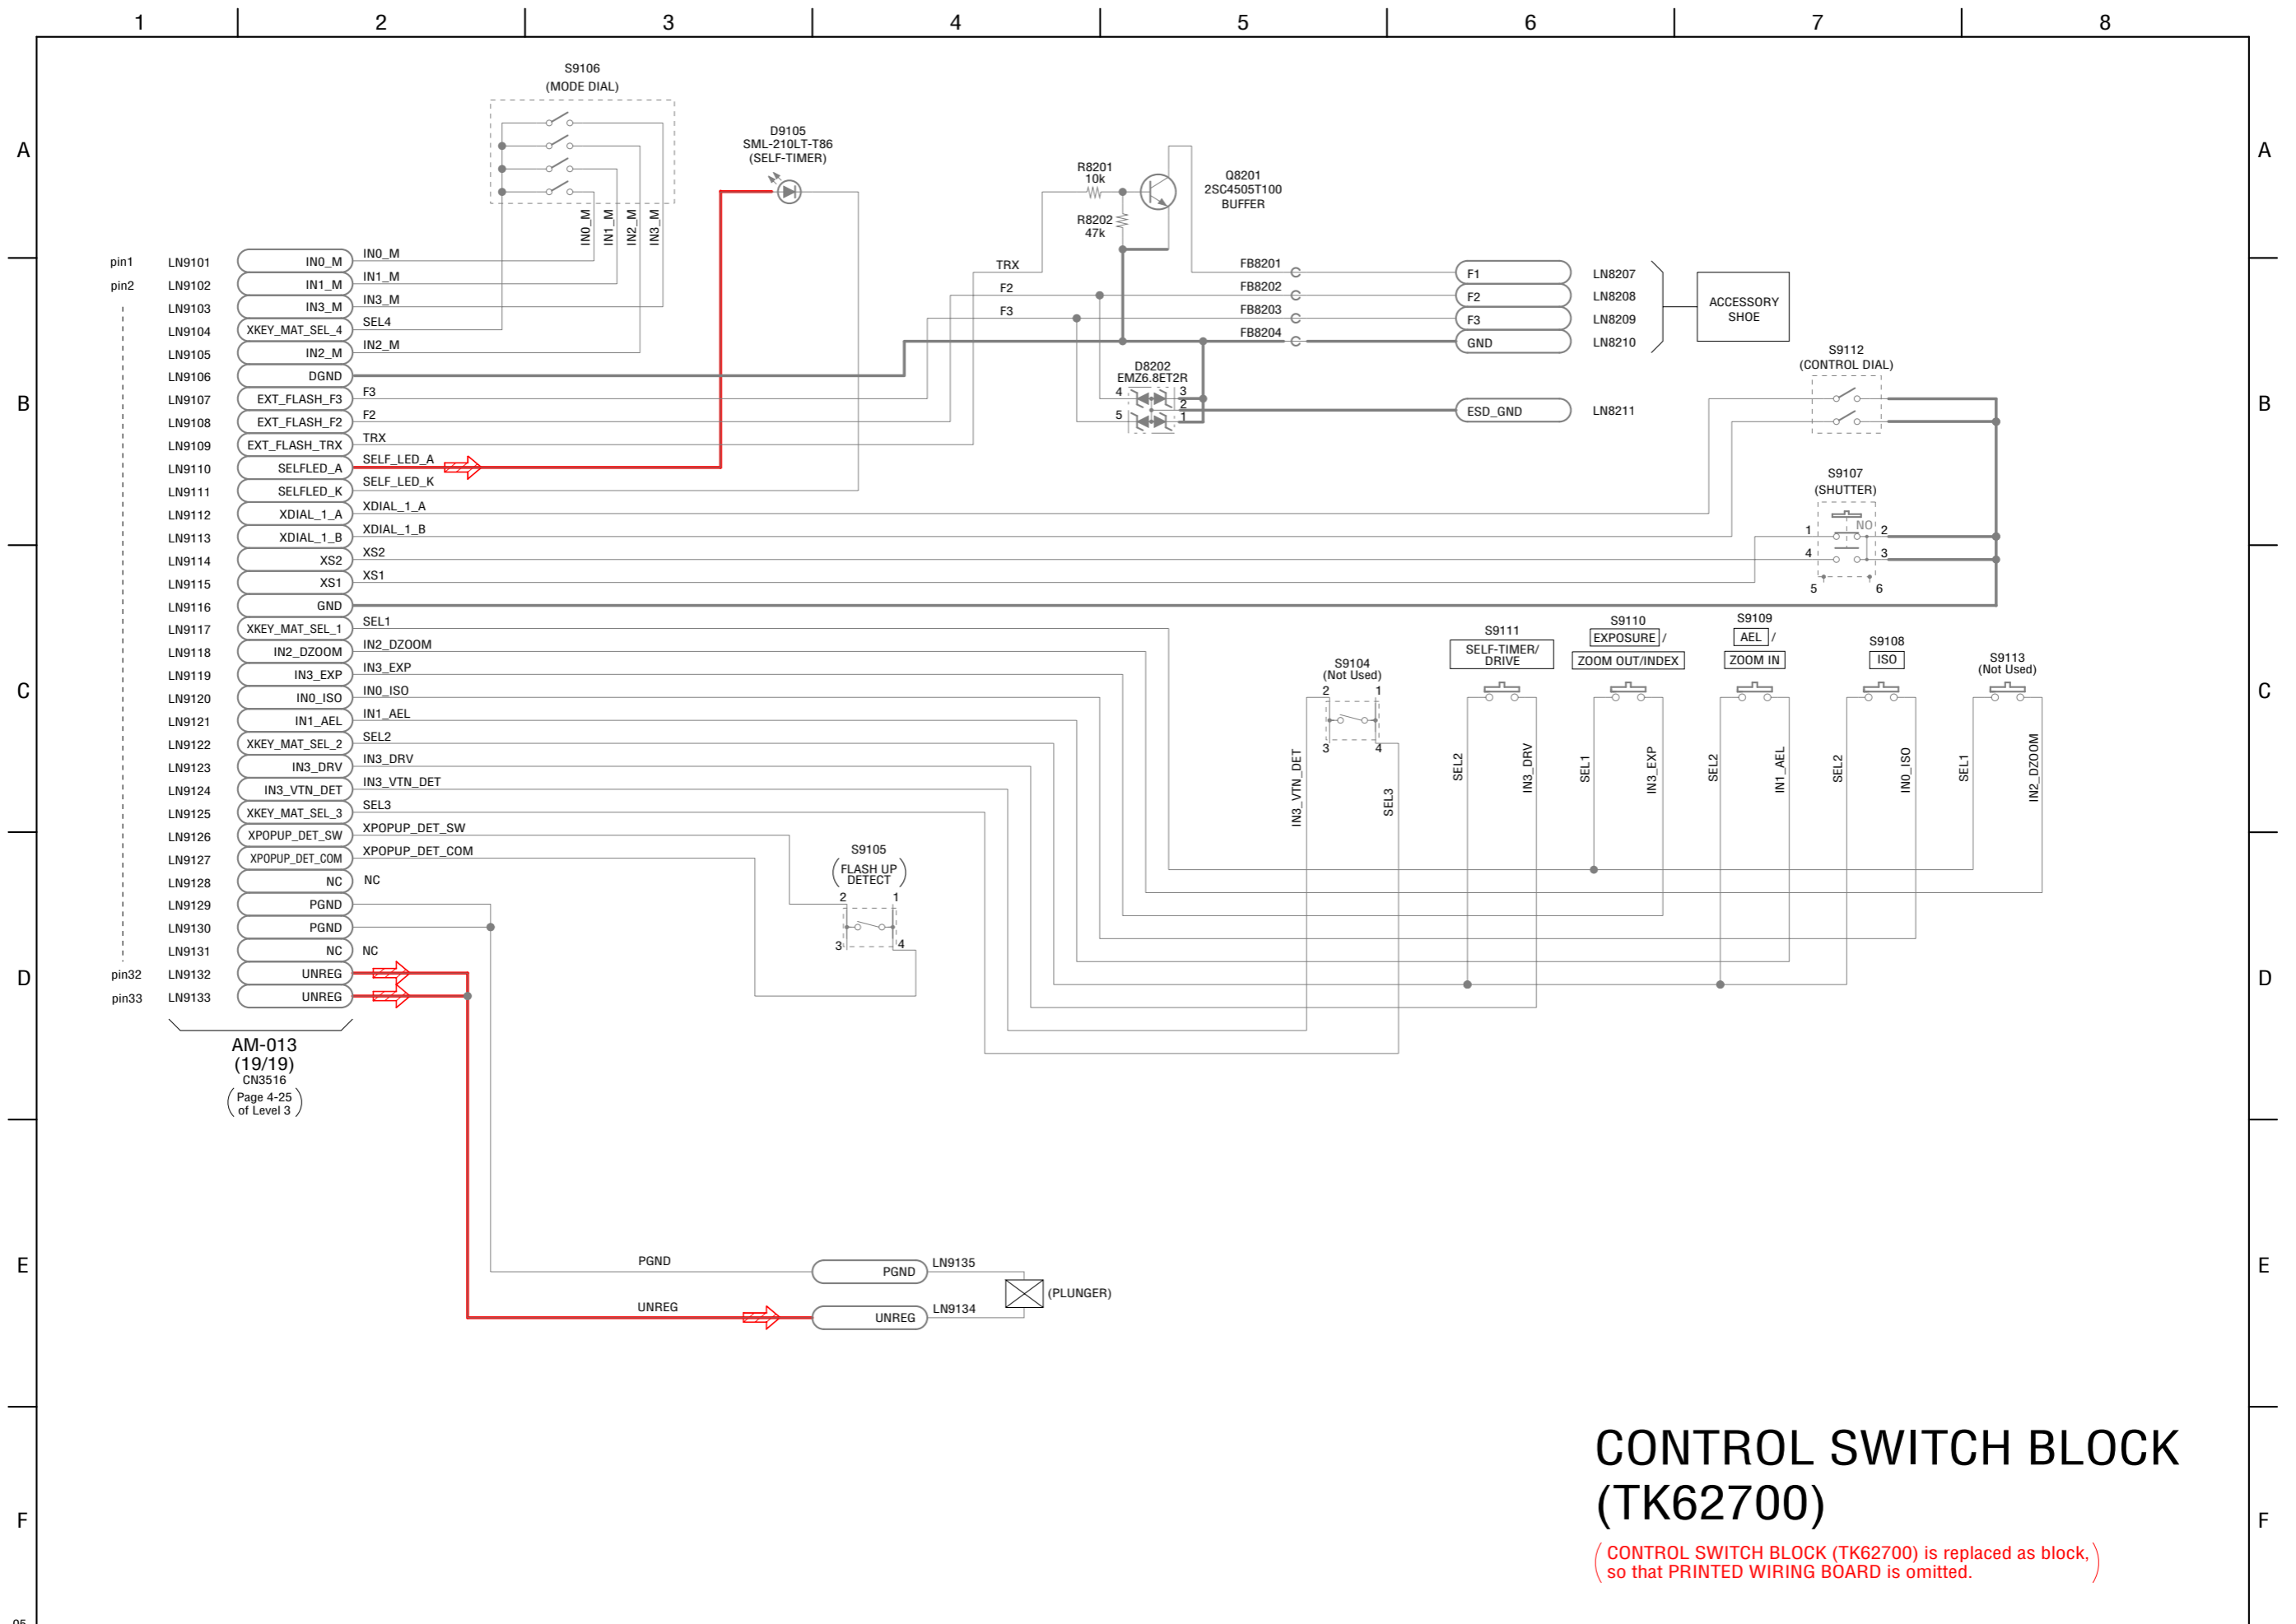 1 2 3 4 5 6 7 8
A
A
B
B
C
C
D
D
E
E
F
F
S9106
(MODE DIAL)
IN0_M
IN1_M
IN2_M
IN3_M
D9105
SML-210LT-T86
(SELF-TIMER)
R8201
10k
R8202
47k
Q8201
2SC4505T100
BUFFER
pin1 LN9101 IN0_M IN0_M
pin2 LN9102 IN1_M IN1_M
LN9103 IN3_M IN3_M
LN9104 XKEY_MAT_SEL_4 SEL4
LN9105 IN2_M IN2_M
LN9106 DGND
LN9107 EXT_FLASH_F3 F3
LN9108 EXT_FLASH_F2 F2
LN9109 EXT_FLASH_TRX TRX
LN9110 SELFLED_A SELF_LED_A
LN9111 SELFLED_K SELF_LED_K
LN9112 XDIAL_1_A XDIAL_1_A
LN9113 XDIAL_1_B XDIAL_1_B
LN9114 XS2 XS2
LN9115 XS1 XS1
LN9116 GND
LN9117 XKEY_MAT_SEL_1 SEL1
LN9118 IN2_DZOOM IN2_DZOOM
LN9119 IN3_EXP IN3_EXP
LN9120 IN0_ISO IN0_ISO
LN9121 IN1_AEL IN1_AEL
LN9122 XKEY_MAT_SEL_2 SEL2
LN9123 IN3_DRV IN3_DRV
LN9124 IN3_VTN_DET IN3_VTN_DET
LN9125 XKEY_MAT_SEL_3 SEL3
LN9126 XPOPUP_DET_SW XPOPUP_DET_SW
LN9127 XPOPUP_DET_COM XPOPUP_DET_COM
LN9128 NC NC
LN9129 PGND
LN9130 PGND
LN9131 NC NC
pin32 LN9132 UNREG
pin33 LN9133 UNREG
AM-013
(19/19)
CN3516
(Page 4-25
of Level 3)
TRX FB8201 F1 LN8207
F2 FB8202 F2 LN8208
F3 FB8203 F3 LN8209
FB8204 GND LN8210
ACCESSORY
SHOE
D8202
EMZ6.8ET2R
4 3
2
5 1
ESD_GND LN8211
S9112
(CONTROL DIAL)
S9107
(SHUTTER)
NO
1 2
4 3
5 6
S9104
(Not Used)
2 1
3 4
IN3_VTN_DET
SEL3
S9111
SELF-TIMER/
DRIVE
SEL2
IN3_DRV
S9110
EXPOSURE /
ZOOM OUT/INDEX
SEL1
IN3_EXP
S9109
AEL /
ZOOM IN
SEL2
IN1_AEL
S9108
ISO
SEL2
IN0_ISO
S9113
(Not Used)
SEL1
IN2_DZOOM
S9105
(FLASH UP
DETECT)
2 1
3 4
PGND PGND LN9135
(PLUNGER)
UNREG UNREG LN9134
CONTROL SWITCH BLOCK
(TK62700)
(CONTROL SWITCH BLOCK (TK62700) is replaced as block,
so that PRINTED WIRING BOARD is omitted.)
05